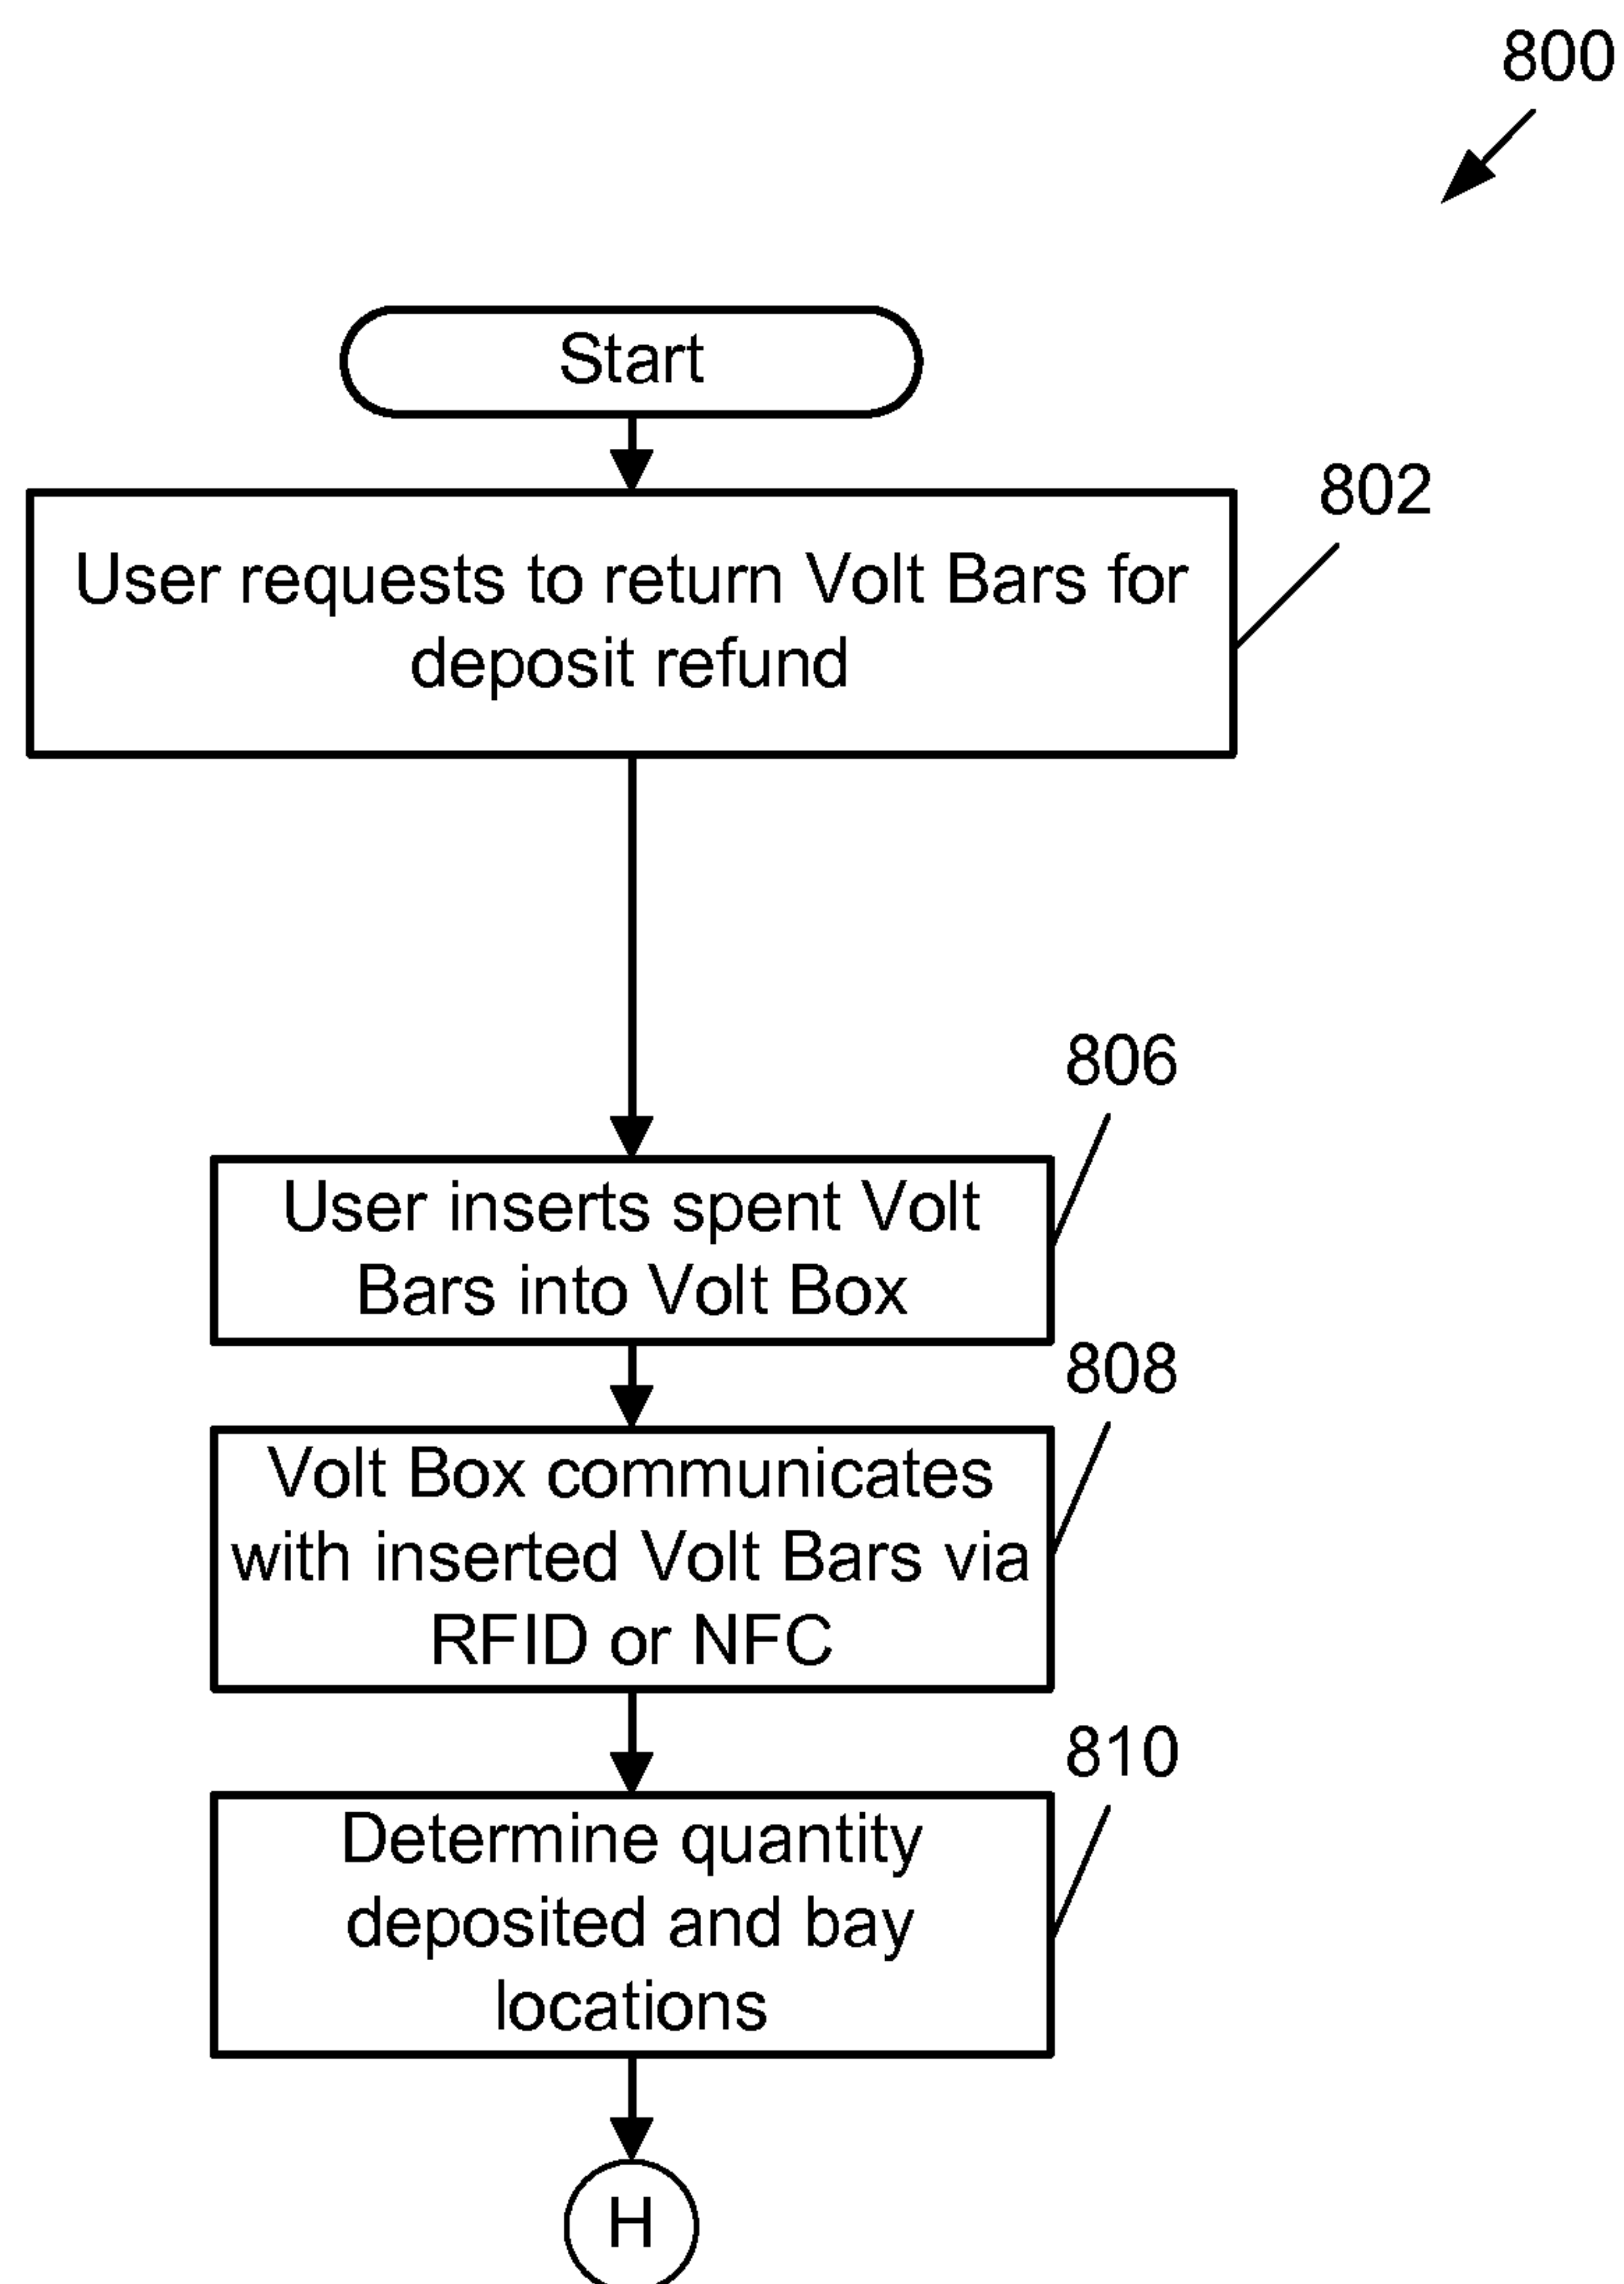 800
Start
802
User requests to return Volt Bars for
deposit refund
806
User inserts spent Volt
Bars into Volt Box
808
Volt Box communicates
with inserted Volt Bars via
RFID or NFC
810
Determine quantity
deposited and bay
locations
H